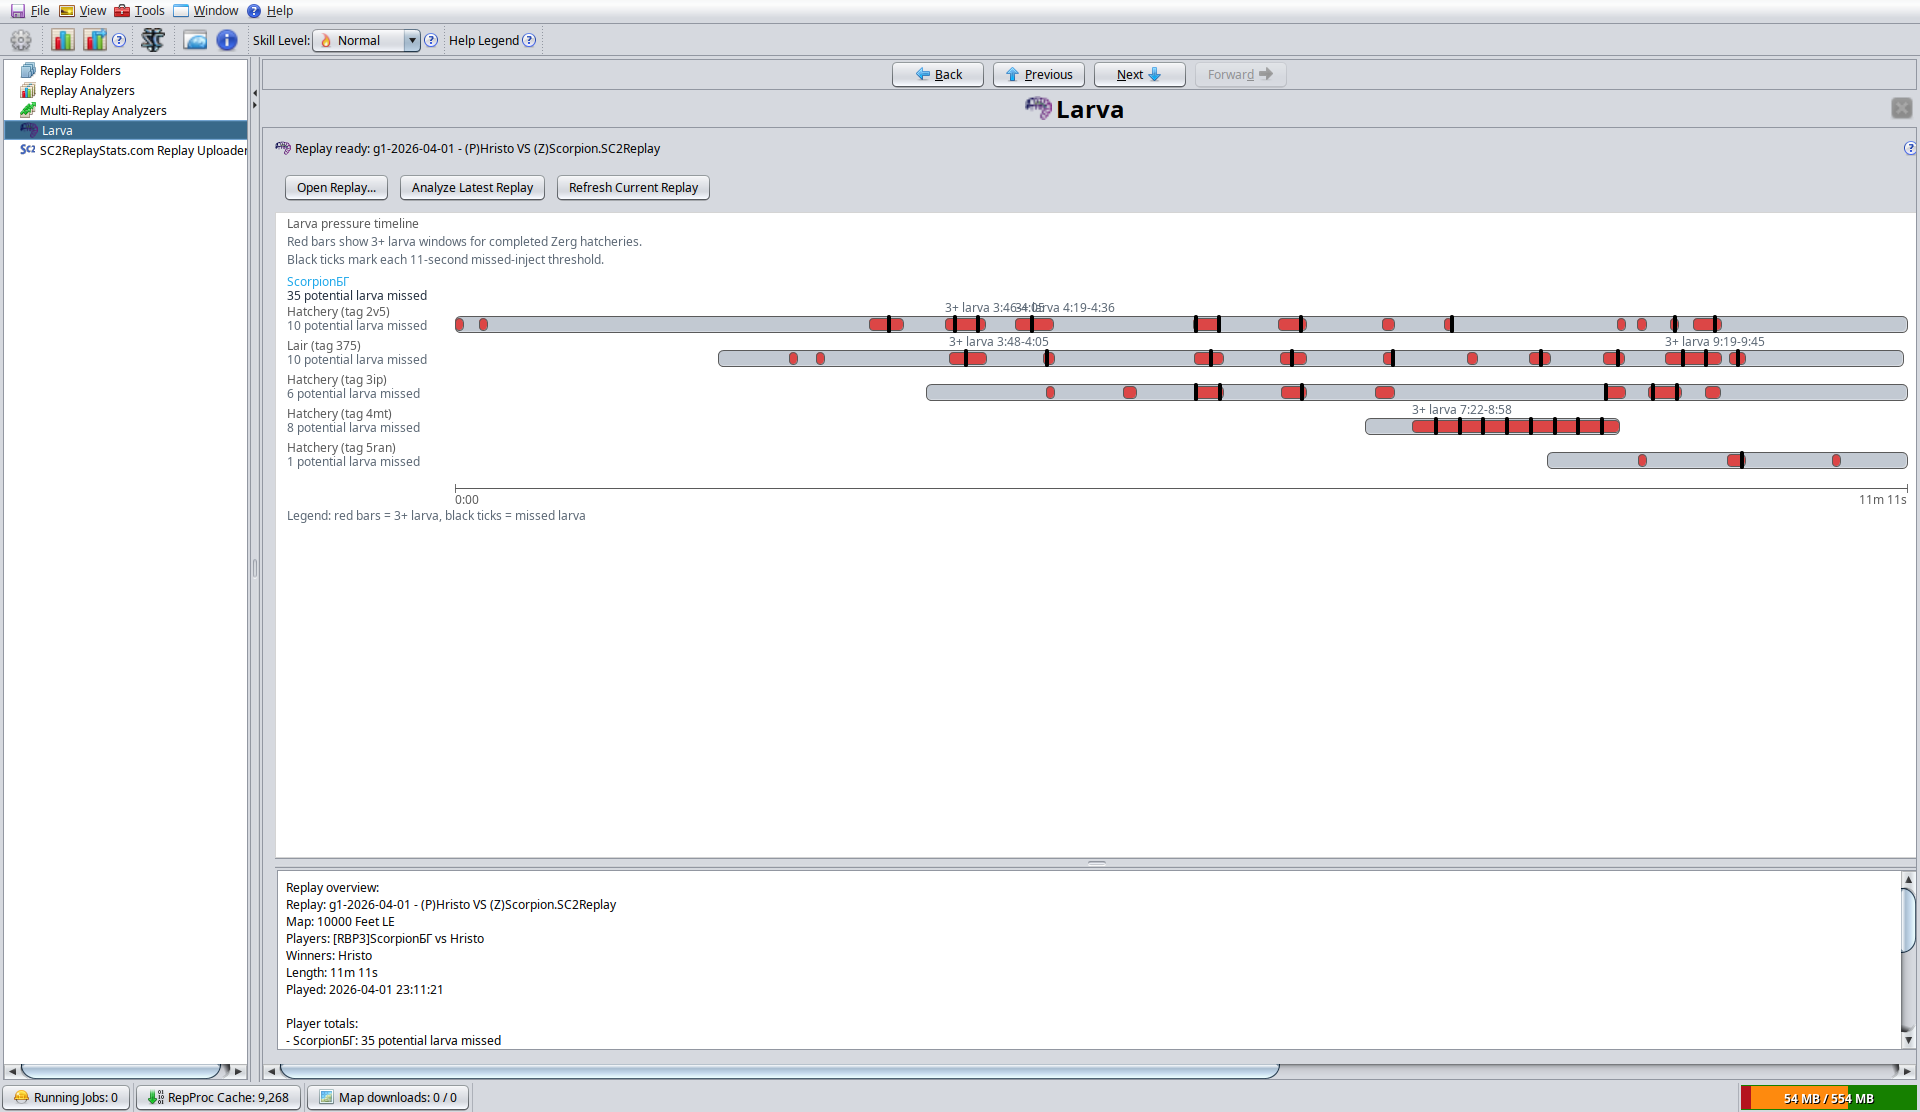 File View Tools Window Help
Skill Level: Normal Help Legend
Replay Folders
Replay Analyzers
Multi-Replay Analyzers
Larva
SC2ReplayStats.com Replay Uploader
Back Previous Next Forward
Larva
Replay ready: g1-2026-04-01 - (P)Hristo VS (Z)Scorpion.SC2Replay
Open Replay... Analyze Latest Replay Refresh Current Replay
Larva pressure timeline
Red bars show 3+ larva windows for completed Zerg hatcheries.
Black ticks mark each 11-second missed-inject threshold.
ScorpionБГ
35 potential larva missed
3+ larva 3:46-4:05 3+ larva 4:19-4:36
Hatchery (tag 2v5)
10 potential larva missed
Lair (tag 375)
3+ larva 3:48-4:05 3+ larva 9:19-9:45
10 potential larva missed
Hatchery (tag 3ip)
6 potential larva missed
Hatchery (tag 4mt)
3+ larva 7:22-8:58
8 potential larva missed
Hatchery (tag 5ran)
1 potential larva missed
0:00 11m 11s
Legend: red bars = 3+ larva, black ticks = missed larva
Replay overview:
Replay: g1-2026-04-01 - (P)Hristo VS (Z)Scorpion.SC2Replay
Map: 10000 Feet LE
Players: [RBP3]ScorpionБГ vs Hristo
Winners: Hristo
Length: 11m 11s
Played: 2026-04-01 23:11:21
Player totals:
- ScorpionБГ: 35 potential larva missed
Running Jobs: 0 RepProc Cache: 9,268 Map downloads: 0 / 0 54 MB / 554 MB